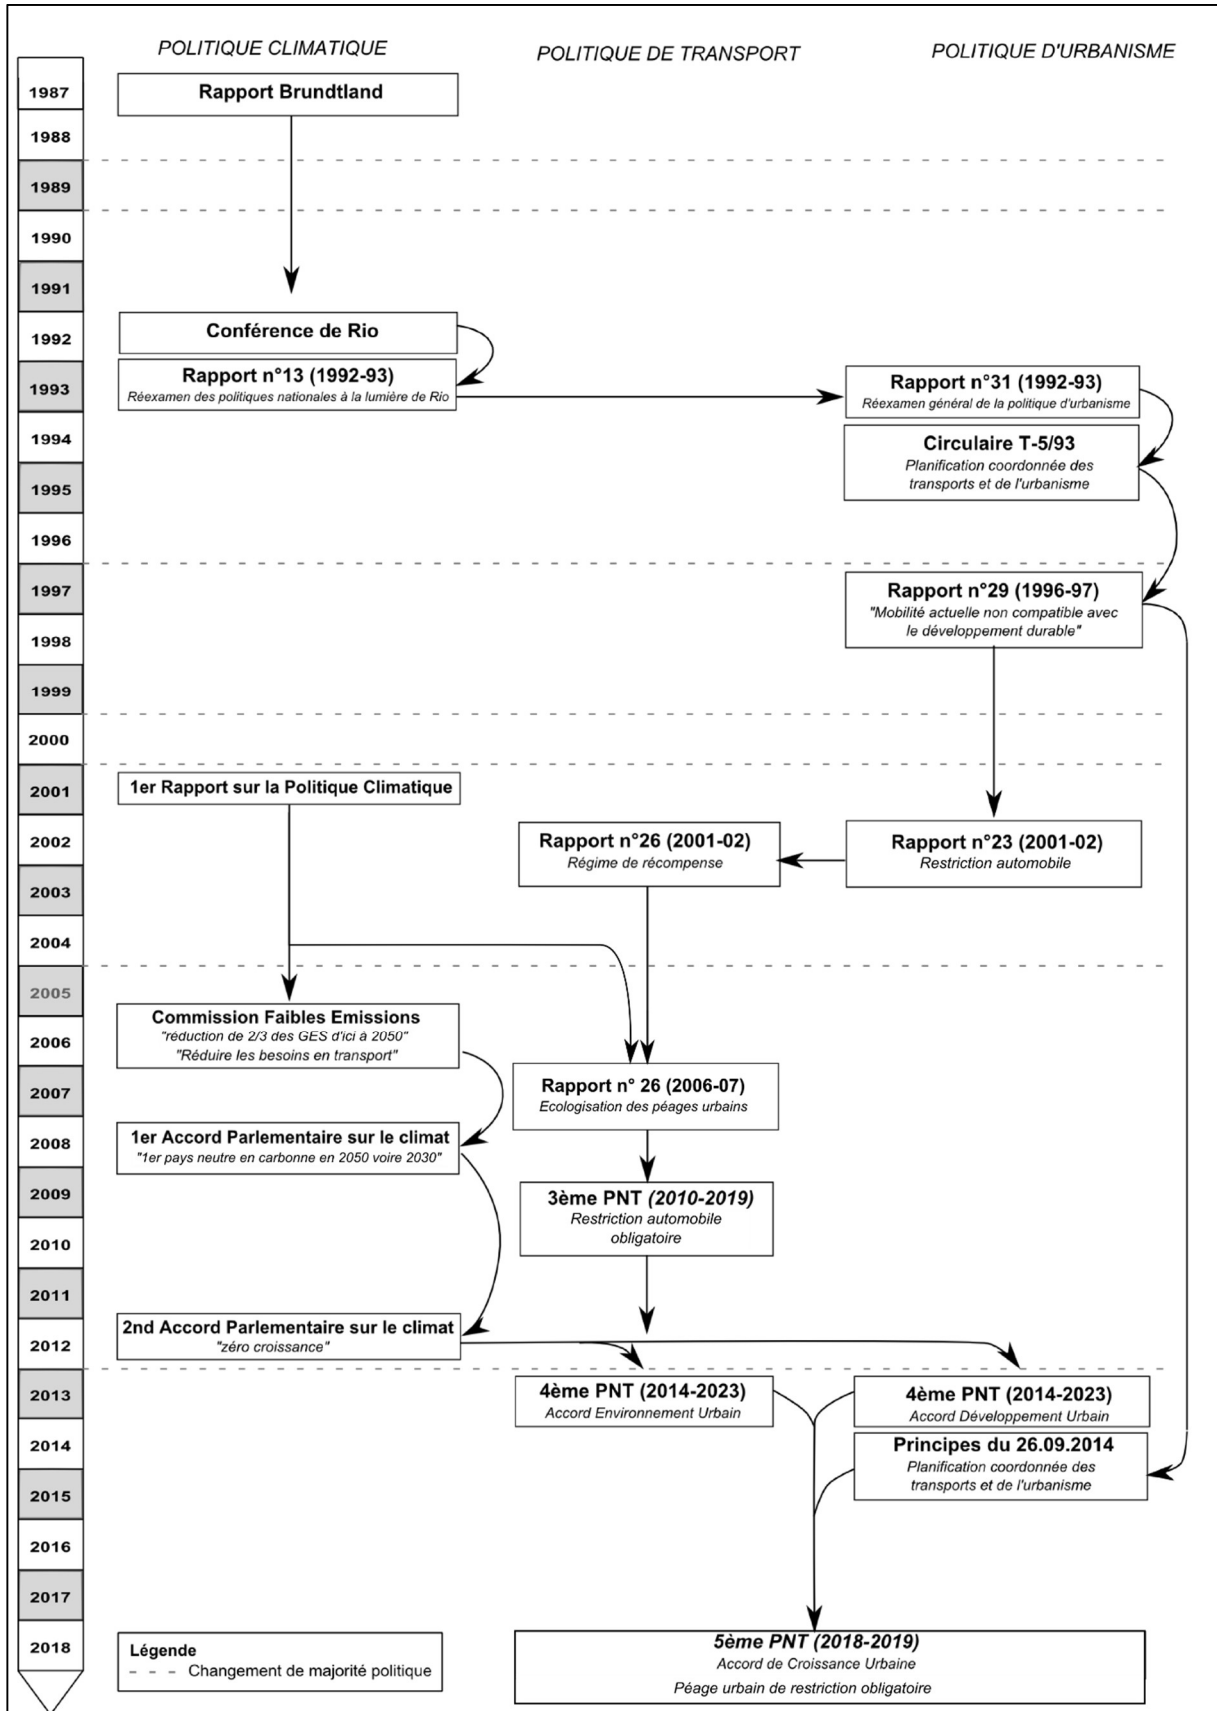 POLITIQUE CLIMATIQUE
POLITIQUE DE TRANSPORT
POLITIQUE D'URBANISME
1987
Rapport Brundtland
1988
1989
1990
1991
1992
Conférence de Rio
1993
Rapport n°13 (1992-93)
Réexamen des politiques nationales à la lumière de Rio
Rapport n°31 (1992-93)
Réexamen général de la politique d'urbanisme
1994
Circulaire T-5/93
Planification coordonnée des
transports et de l'urbanisme
1995
1996
1997
Rapport n°29 (1996-97)
"Mobilité actuelle non compatible avec
le développement durable"
1998
1999
2000
2001
1er Rapport sur la Politique Climatique
2002
Rapport n°26 (2001-02)
Régime de récompense
Rapport n°23 (2001-02)
Restriction automobile
2003
2004
2005
Commission Faibles Emissions
"réduction de 2/3 des GES d'ici à 2050"
"Réduire les besoins en transport"
2006
2007
Rapport n° 26 (2006-07)
Ecologisation des péages urbains
2008
1er Accord Parlementaire sur le climat
"1er pays neutre en carbonne en 2050 voire 2030"
2009
3ème PNT (2010-2019)
Restriction automobile
obligatoire
2010
2011
2012
2nd Accord Parlementaire sur le climat
"zéro croissance"
2013
4ème PNT (2014-2023)
Accord Environnement Urbain
4ème PNT (2014-2023)
Accord Développement Urbain
2014
Principes du 26.09.2014
Planification coordonnée des
transports et de l'urbanisme
2015
2016
2017
2018
Légende
- - - Changement de majorité politique
5ème PNT (2018-2019)
Accord de Croissance Urbaine
Péage urbain de restriction obligatoire